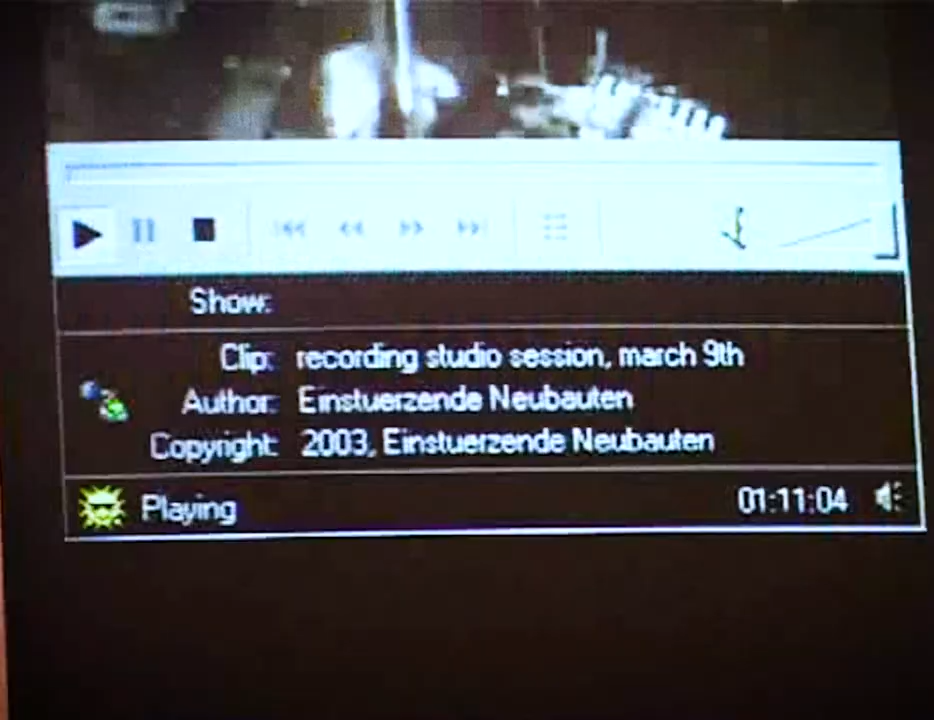 Show:
Clip: recording studio session, march 9th
Author: Einstuerzende Neubauten
Copyright: 2003, Einstuerzende Neubauten
Playing 01:11:04